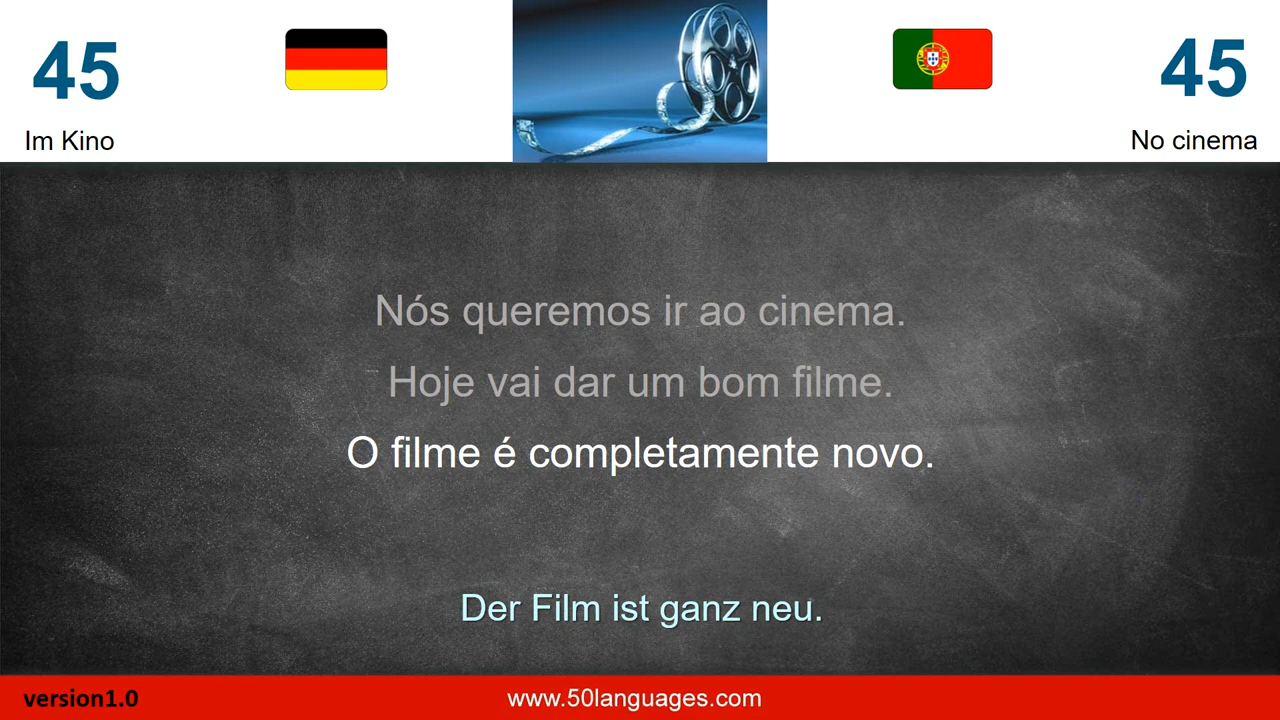 45
45
Im Kino
No cinema
Nós queremos ir ao cinema.
Hoje vai dar um bom filme.
O filme é completamente novo.
Der Film ist ganz neu.
version1.0
www.50languages.com